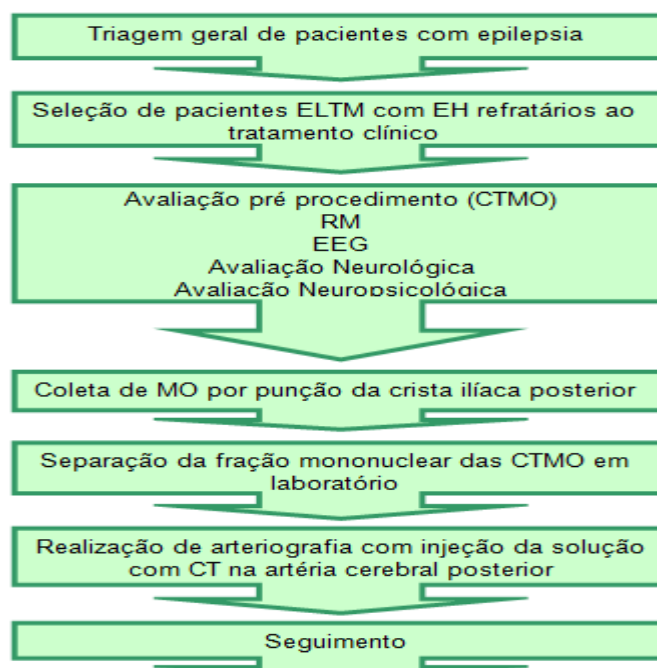 Triagem geral de pacientes com epilepsia
Seleção de pacientes ELTM com EH refratários ao
tratamento clínico
Avaliação pré procedimento (CTMO)
RM
EEG
Avaliação Neurológica
Avaliação Neuropsicológica
Coleta de MO por punção da crista ilíaca posterior
Separação da fração mononuclear das CTMO em
laboratório
Realização de arteriografia com injeção da solução
com CT na artéria cerebral posterior
Seguimento